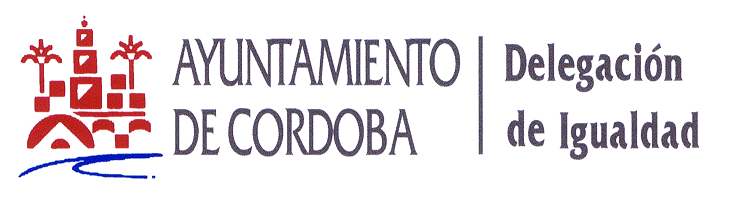 AYUNTAMIENTO
DE CORDOBA
Delegación
de Igualdad